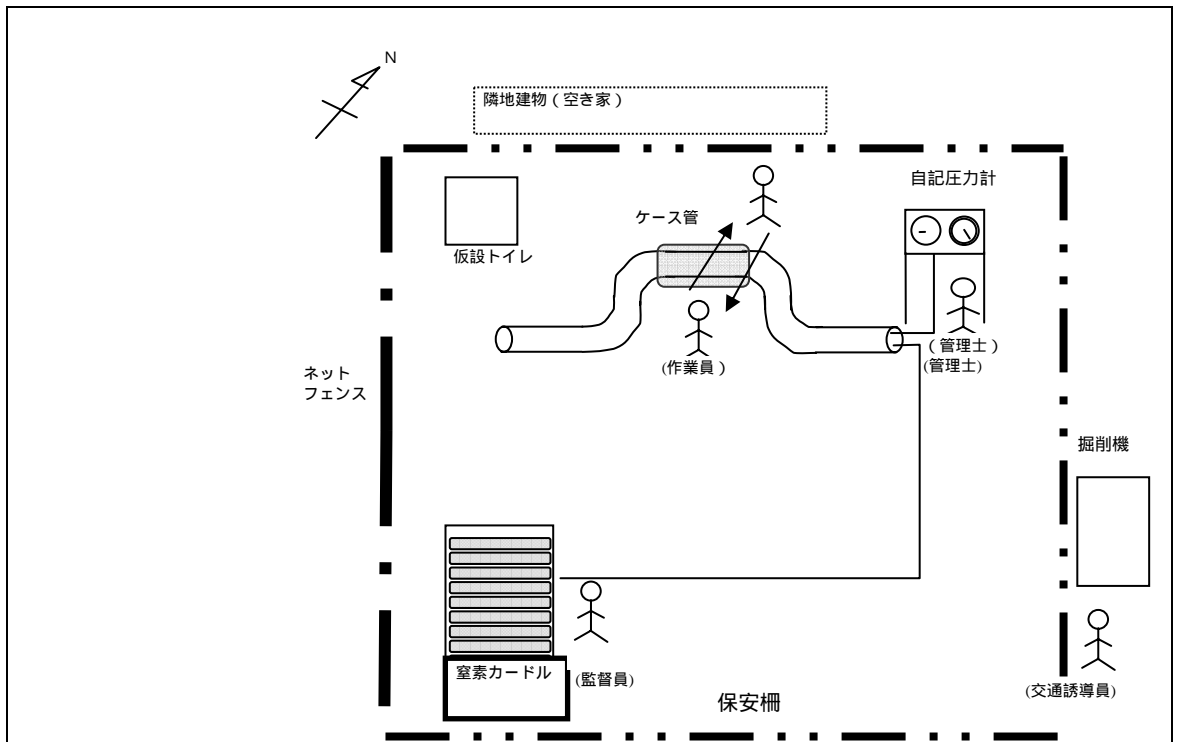 N
隣地建物（空き家）
自記圧力計
ケース管
仮設トイレ
（管理士）
(管理士)
(作業員）
ネット
フェンス
掘削機
窒素カードル
(監督員)
保安柵
(交通誘導員)